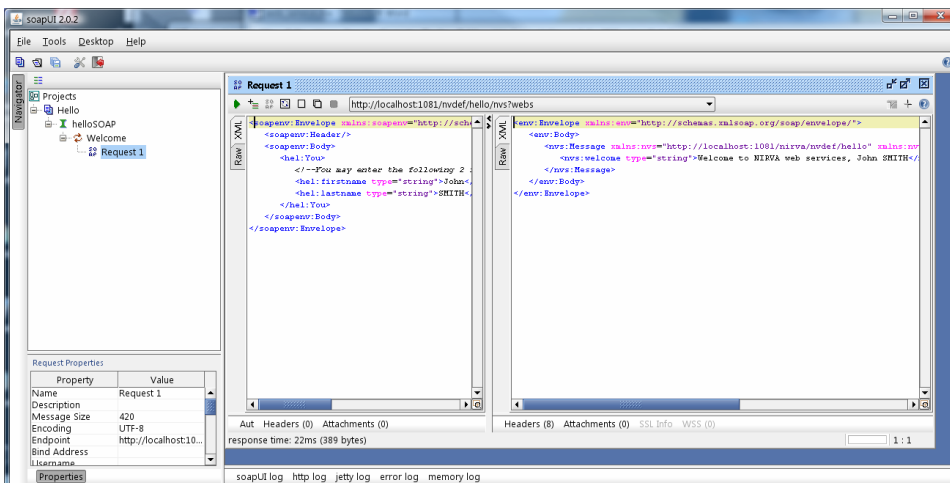 soapUI 2.0.2
File Tools Desktop Help
Navigator
Projects
Hello
helloSOAP
Welcome
Request 1
Request Properties
Property Value
Name Request 1
Description
Message Size 420
Encoding UTF-8
Endpoint http://localhost:10...
Bind Address
Username
Properties
Request 1
http://localhost:1081/nvdef/hello/nvs?webs
XML
Raw
<soapenv:Envelope xmlns:soapenv="http://sche
<soapenv:Header/>
<soapenv:Body>
<hel:You>
<!--You may enter the following 2
<hel:firstname type="string">John<
<hel:lastname type="string">SMITH<
</hel:You>
</soapenv:Body>
</soapenv:Envelope>
Aut Headers (0) Attachments (0)
XML
Raw
<env:Envelope xmlns:env="http://schemas.xmlsoap.org/soap/envelope/">
<env:Body>
<nvs:Message xmlns:nvs="http://localhost:1081/nirva/nvdef/hello" xmlns:nv
<nvs:welcome type="string">Welcome to NIRVA web services, John SMITH</
</nvs:Message>
</env:Body>
</env:Envelope>
Headers (8) Attachments (0) SSL Info WSS (0)
response time: 22ms (389 bytes)
1 : 1
soapUI log http log jetty log error log memory log